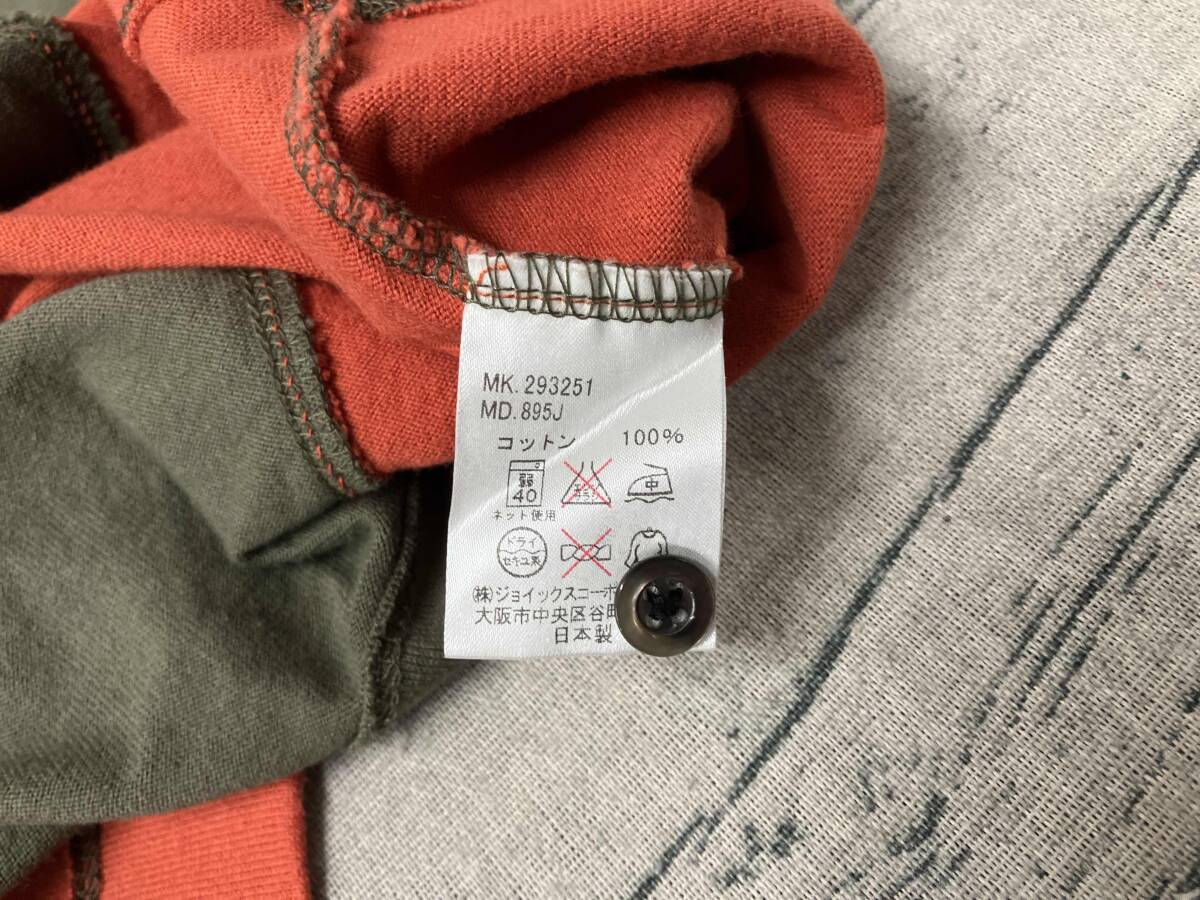 MK. 293251
MD. 895J
コットン 100%
弱 中
40
ネット使用
ドライ
セキユ系
(株)ジョイックスコーポ
大阪市中央区谷町
日本製